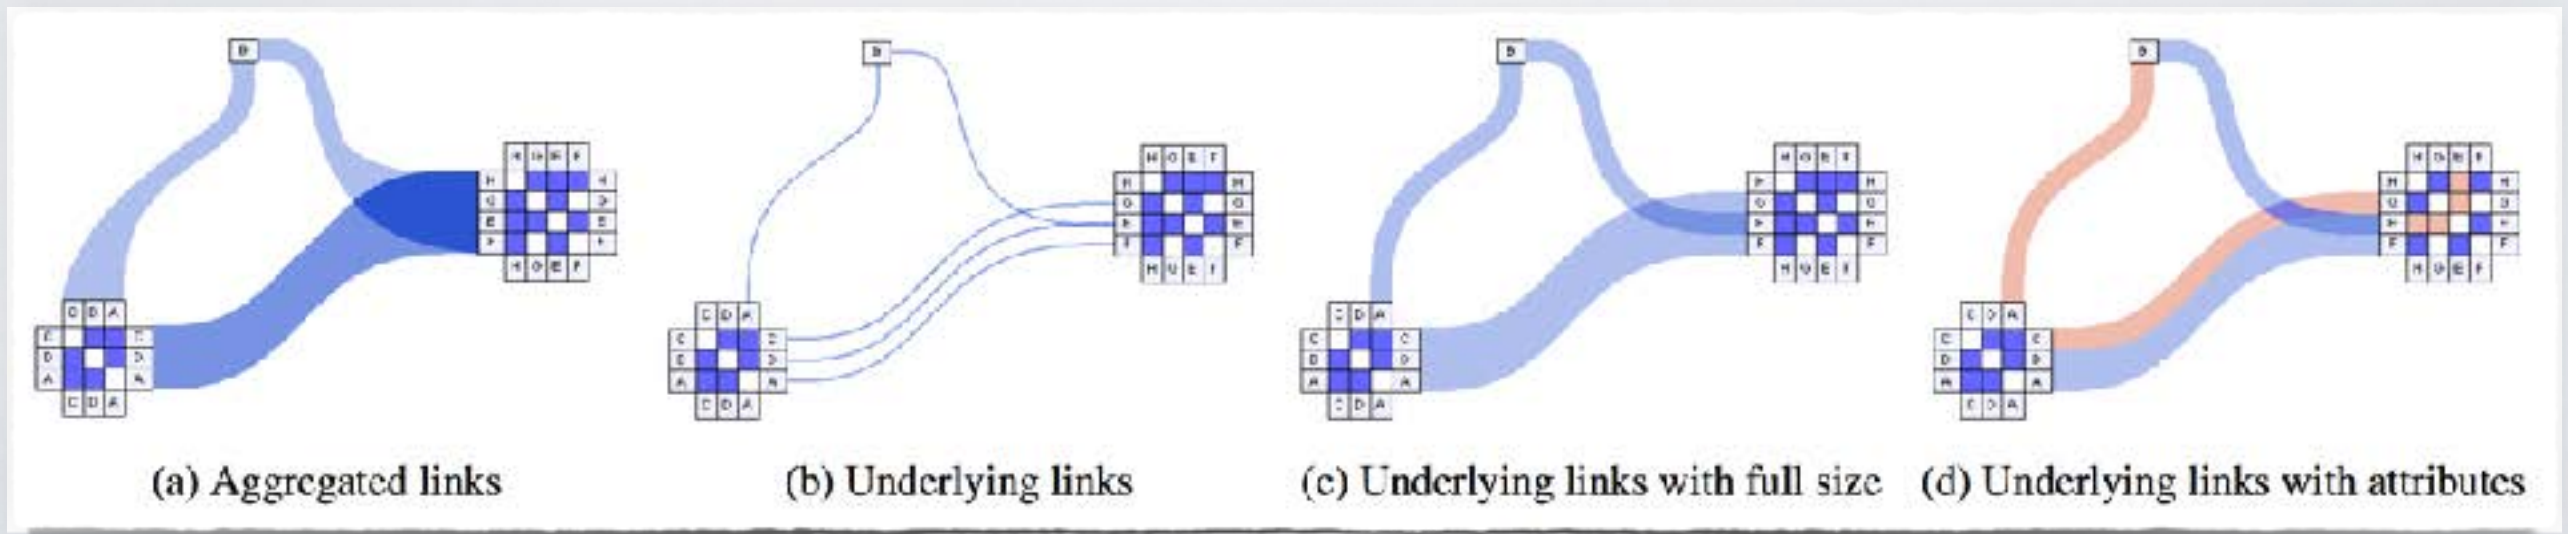 B
H G E F
H H
G G
E E
F F
H G E F
C D A
C C
D D
A A
C D A
(a) Aggregated links
B
H G E F
H H
G G
E E
F F
H G E F
C D A
C C
D D
A A
C D A
(b) Underlying links
B
H G E F
H H
G G
E E
F F
H G E F
C D A
C C
D D
A A
C D A
(c) Underlying links with full size
B
H G E F
H H
G G
E E
F F
H G E F
C D A
C C
D D
A A
C D A
(d) Underlying links with attributes